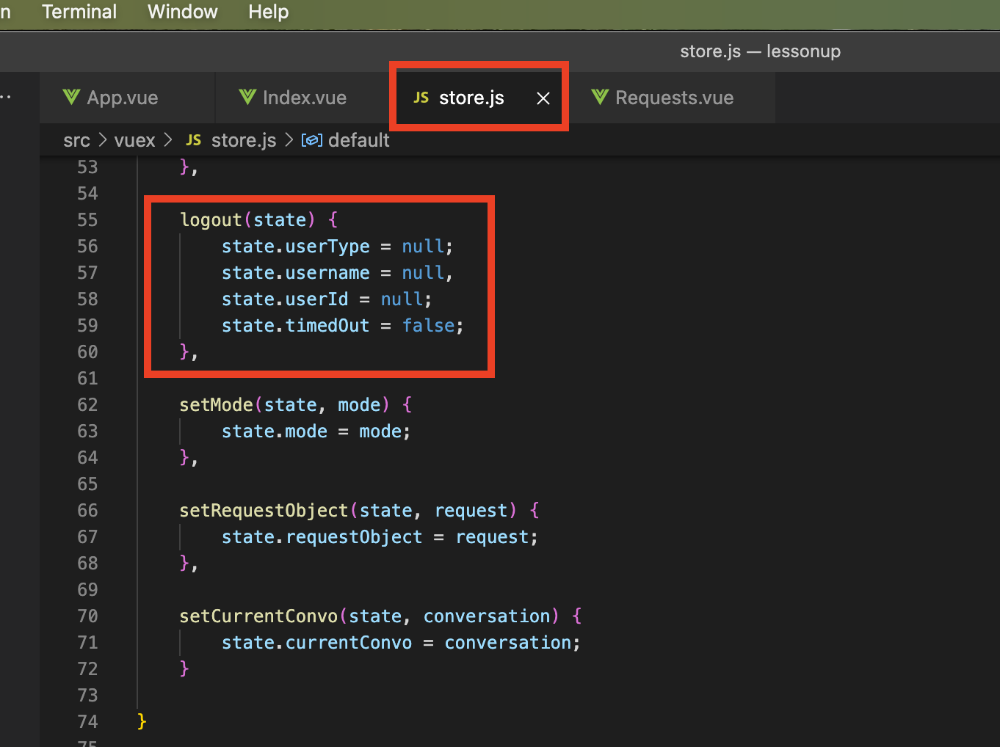 Terminal Window Help
store.js — lessonup
App.vue Index.vue JS store.js Requests.vue
src > vuex > JS store.js > default
53 },
54
55 logout(state) {
56 state.userType = null;
57 state.username = null,
58 state.userId = null;
59 state.timedOut = false;
60 },
61
62 setMode(state, mode) {
63 state.mode = mode;
64 },
65
66 setRequestObject(state, request) {
67 state.requestObject = request;
68 },
69
70 setCurrentConvo(state, conversation) {
71 state.currentConvo = conversation;
72 }
73
74 }